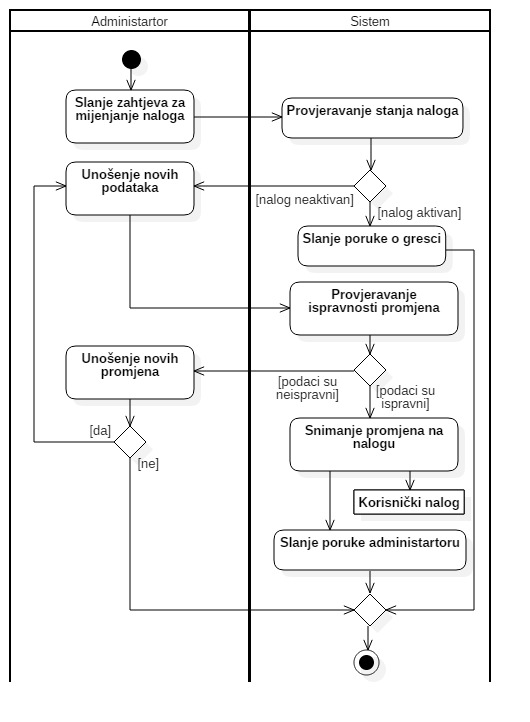 Administartor
Sistem
Slanje zahtjeva za
mijenjanje naloga
Provjeravanje stanja naloga
Unošenje novih
podataka
[nalog neaktivan]
[nalog aktivan]
Slanje poruke o gresci
Provjeravanje
ispravnosti promjena
Unošenje novih
promjena
[podaci su
neispravni]
[podaci su
ispravni]
[da]
[ne]
Snimanje promjena na
nalogu
Korisnički nalog
Slanje poruke administartoru